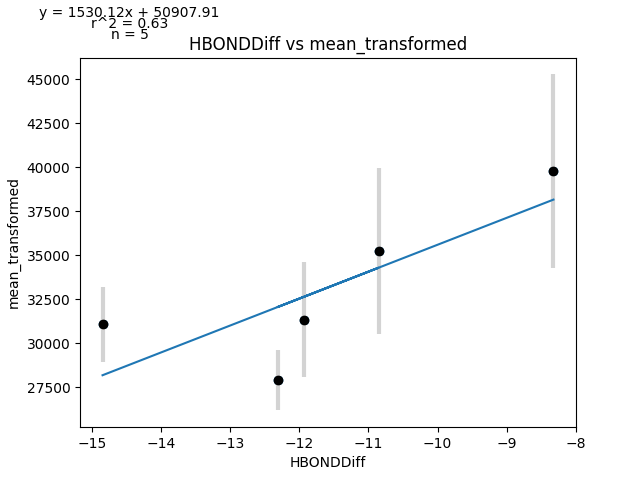 y = 1530.12x + 50907.91
r^2 = 0.63
n = 5
HBONDDiff vs mean_transformed
mean_transformed
45000
42500
40000
37500
35000
32500
30000
27500
−15 −14 −13 −12 −11 −10 −9 −8
HBONDDiff